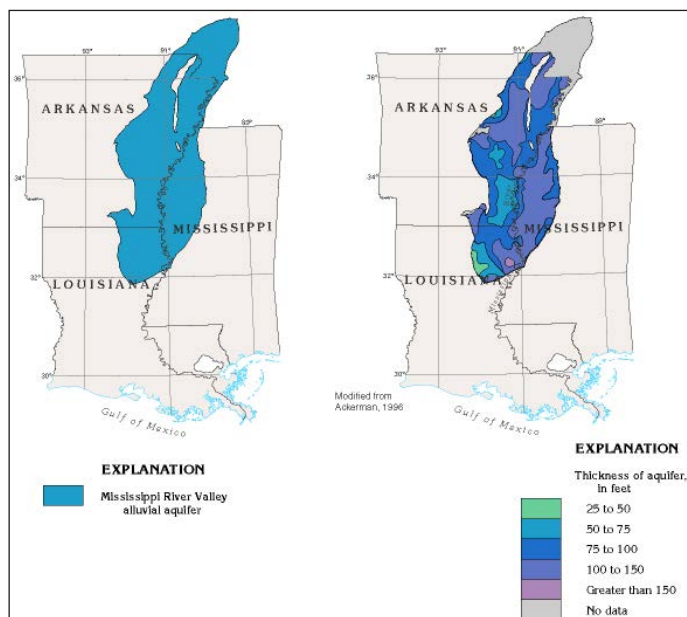 93°
91°
36°
ARKANSAS
89°
34°
MISSISSIPPI
32°
LOUISIANA
30°
Gulf of Mexico
EXPLANATION
Mississippi River Valley
alluvial aquifer
93°
91°
36°
ARKANSAS
89°
34°
River
MISSISSIPPI
32°
LOUISIANA
Mississippi
30°
Modified from
Ackerman, 1996
Gulf of Mexico
EXPLANATION
Thickness of aquifer,
in feet
25 to 50
50 to 75
75 to 100
100 to 150
Greater than 150
No data